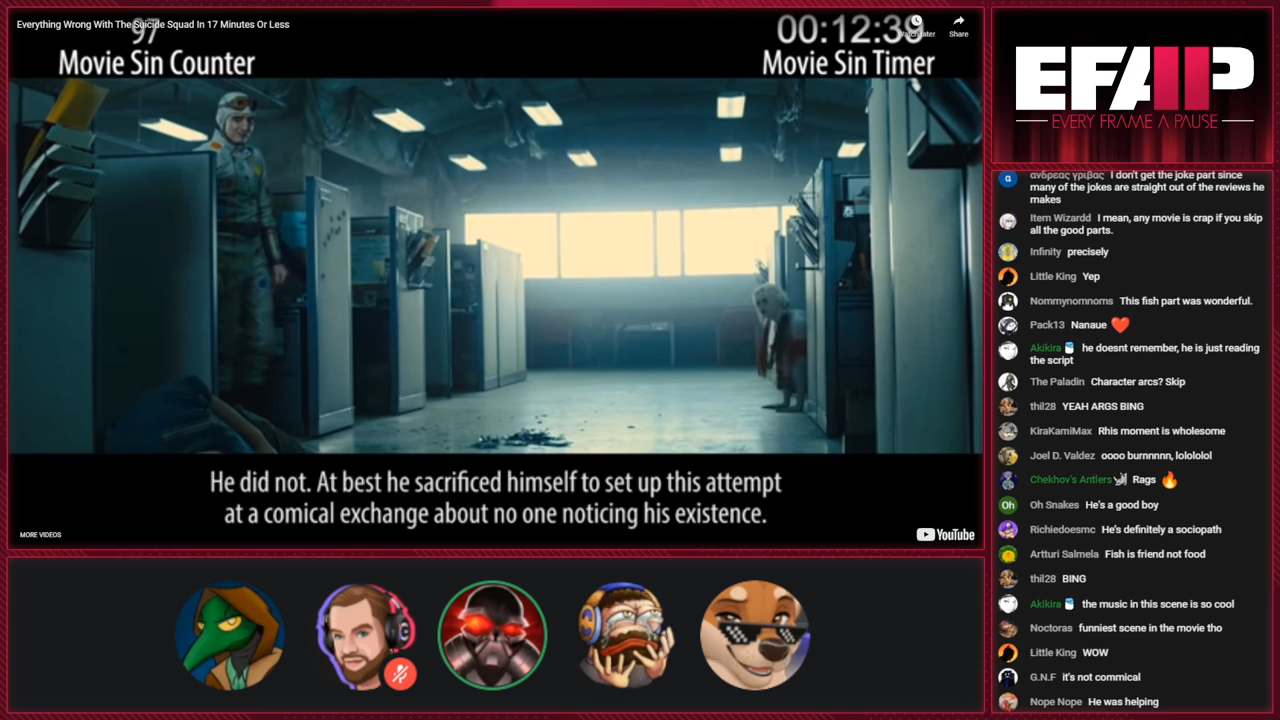 Everything Wrong With The Suicide Squad In 17 Minutes Or Less
97
Movie Sin Counter
00:12:39
Movie Sin Timer
Watch later
Share
He did not. At best he sacrificed himself to set up this attempt
at a comical exchange about no one noticing his existence.
MORE VIDEOS
YouTube
EFAP
EVERY FRAME A PAUSE
α
ανδρεας γριβας I don't get the joke part since
many of the jokes are straight out of the reviews he
makes
Item Wizardd I mean, any movie is crap if you skip
all the good parts.
Infinity precisely
Little King Yep
Nommynomnoms This fish part was wonderful.
Pack13 Nanaue ❤️
Akikira he doesnt remember, he is just reading
the script
The Paladin Character arcs? Skip
thil28 YEAH ARGS BING
KiraKamiMax Rhis moment is wholesome
Joel D. Valdez oooo burnnnnn, lolololol
Chekhov's Antlers Rags 🔥
Oh
Oh Snakes He's a good boy
Richiedoesmc He's definitely a sociopath
Artturi Salmela Fish is friend not food
thil28 BING
Akikira the music in this scene is so cool
Noctoras funniest scene in the movie tho
Little King WOW
G.N.F it's not commical
Nope Nope He was helping